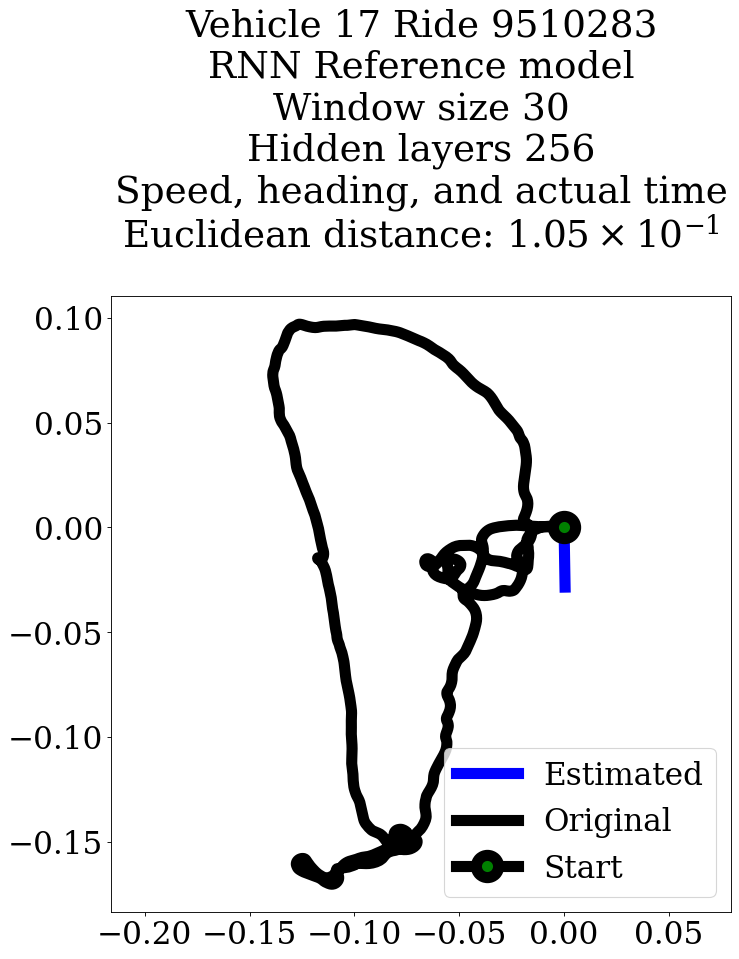 Vehicle 17 Ride 9510283
RNN Reference model
Window size 30
Hidden layers 256
Speed, heading, and actual time
Euclidean distance: 1.05 × 10⁻¹
0.10
0.05
0.00
−0.05
−0.10
−0.15
Estimated
Original
Start
−0.20 −0.15 −0.10 −0.05 0.00 0.05